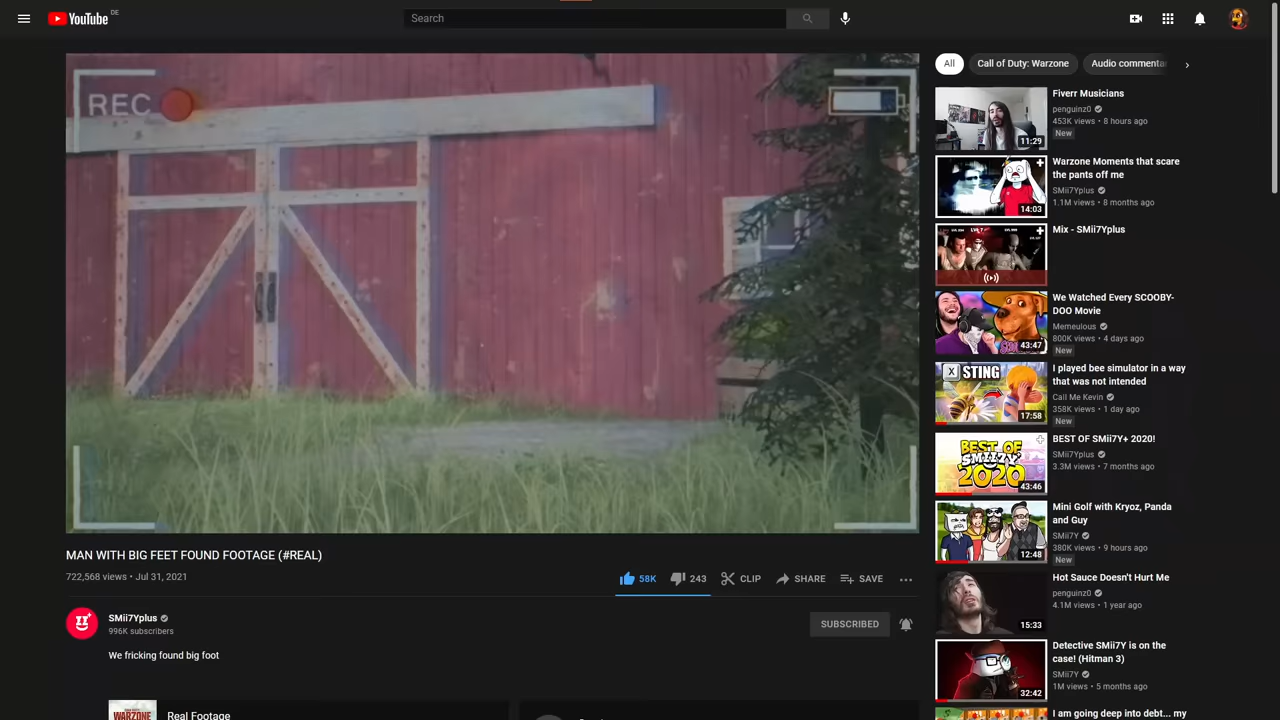 YouTube DE
Search
REC
MAN WITH BIG FEET FOUND FOOTAGE (#REAL)
722,568 views • Jul 31, 2021
58K
243
CLIP
SHARE
SAVE
SMii7Yplus
996K subscribers
SUBSCRIBED
We fricking found big foot
WARZONE
Real Footage
All
Call of Duty: Warzone
Audio commenta
11:29
Fiverr Musicians
penguinz0
453K views • 8 hours ago
New
14:03
Warzone Moments that scare
the pants off me
SMii7Yplus
1.1M views • 8 months ago
Mix - SMii7Yplus
43:47
We Watched Every SCOOBY-
DOO Movie
Memeulous
800K views • 4 days ago
New
X STING
17:58
I played bee simulator in a way
that was not intended
Call Me Kevin
358K views • 1 day ago
New
BEST OF
SMii7Y
2020
43:46
BEST OF SMii7Y+ 2020!
SMii7Yplus
3.3M views • 7 months ago
12:48
Mini Golf with Kryoz, Panda
and Guy
SMii7Y
380K views • 9 hours ago
New
15:33
Hot Sauce Doesn't Hurt Me
penguinz0
4.1M views • 1 year ago
32:42
Detective SMii7Y is on the
case! (Hitman 3)
SMii7Y
1M views • 5 months ago
I am going deep into debt... my